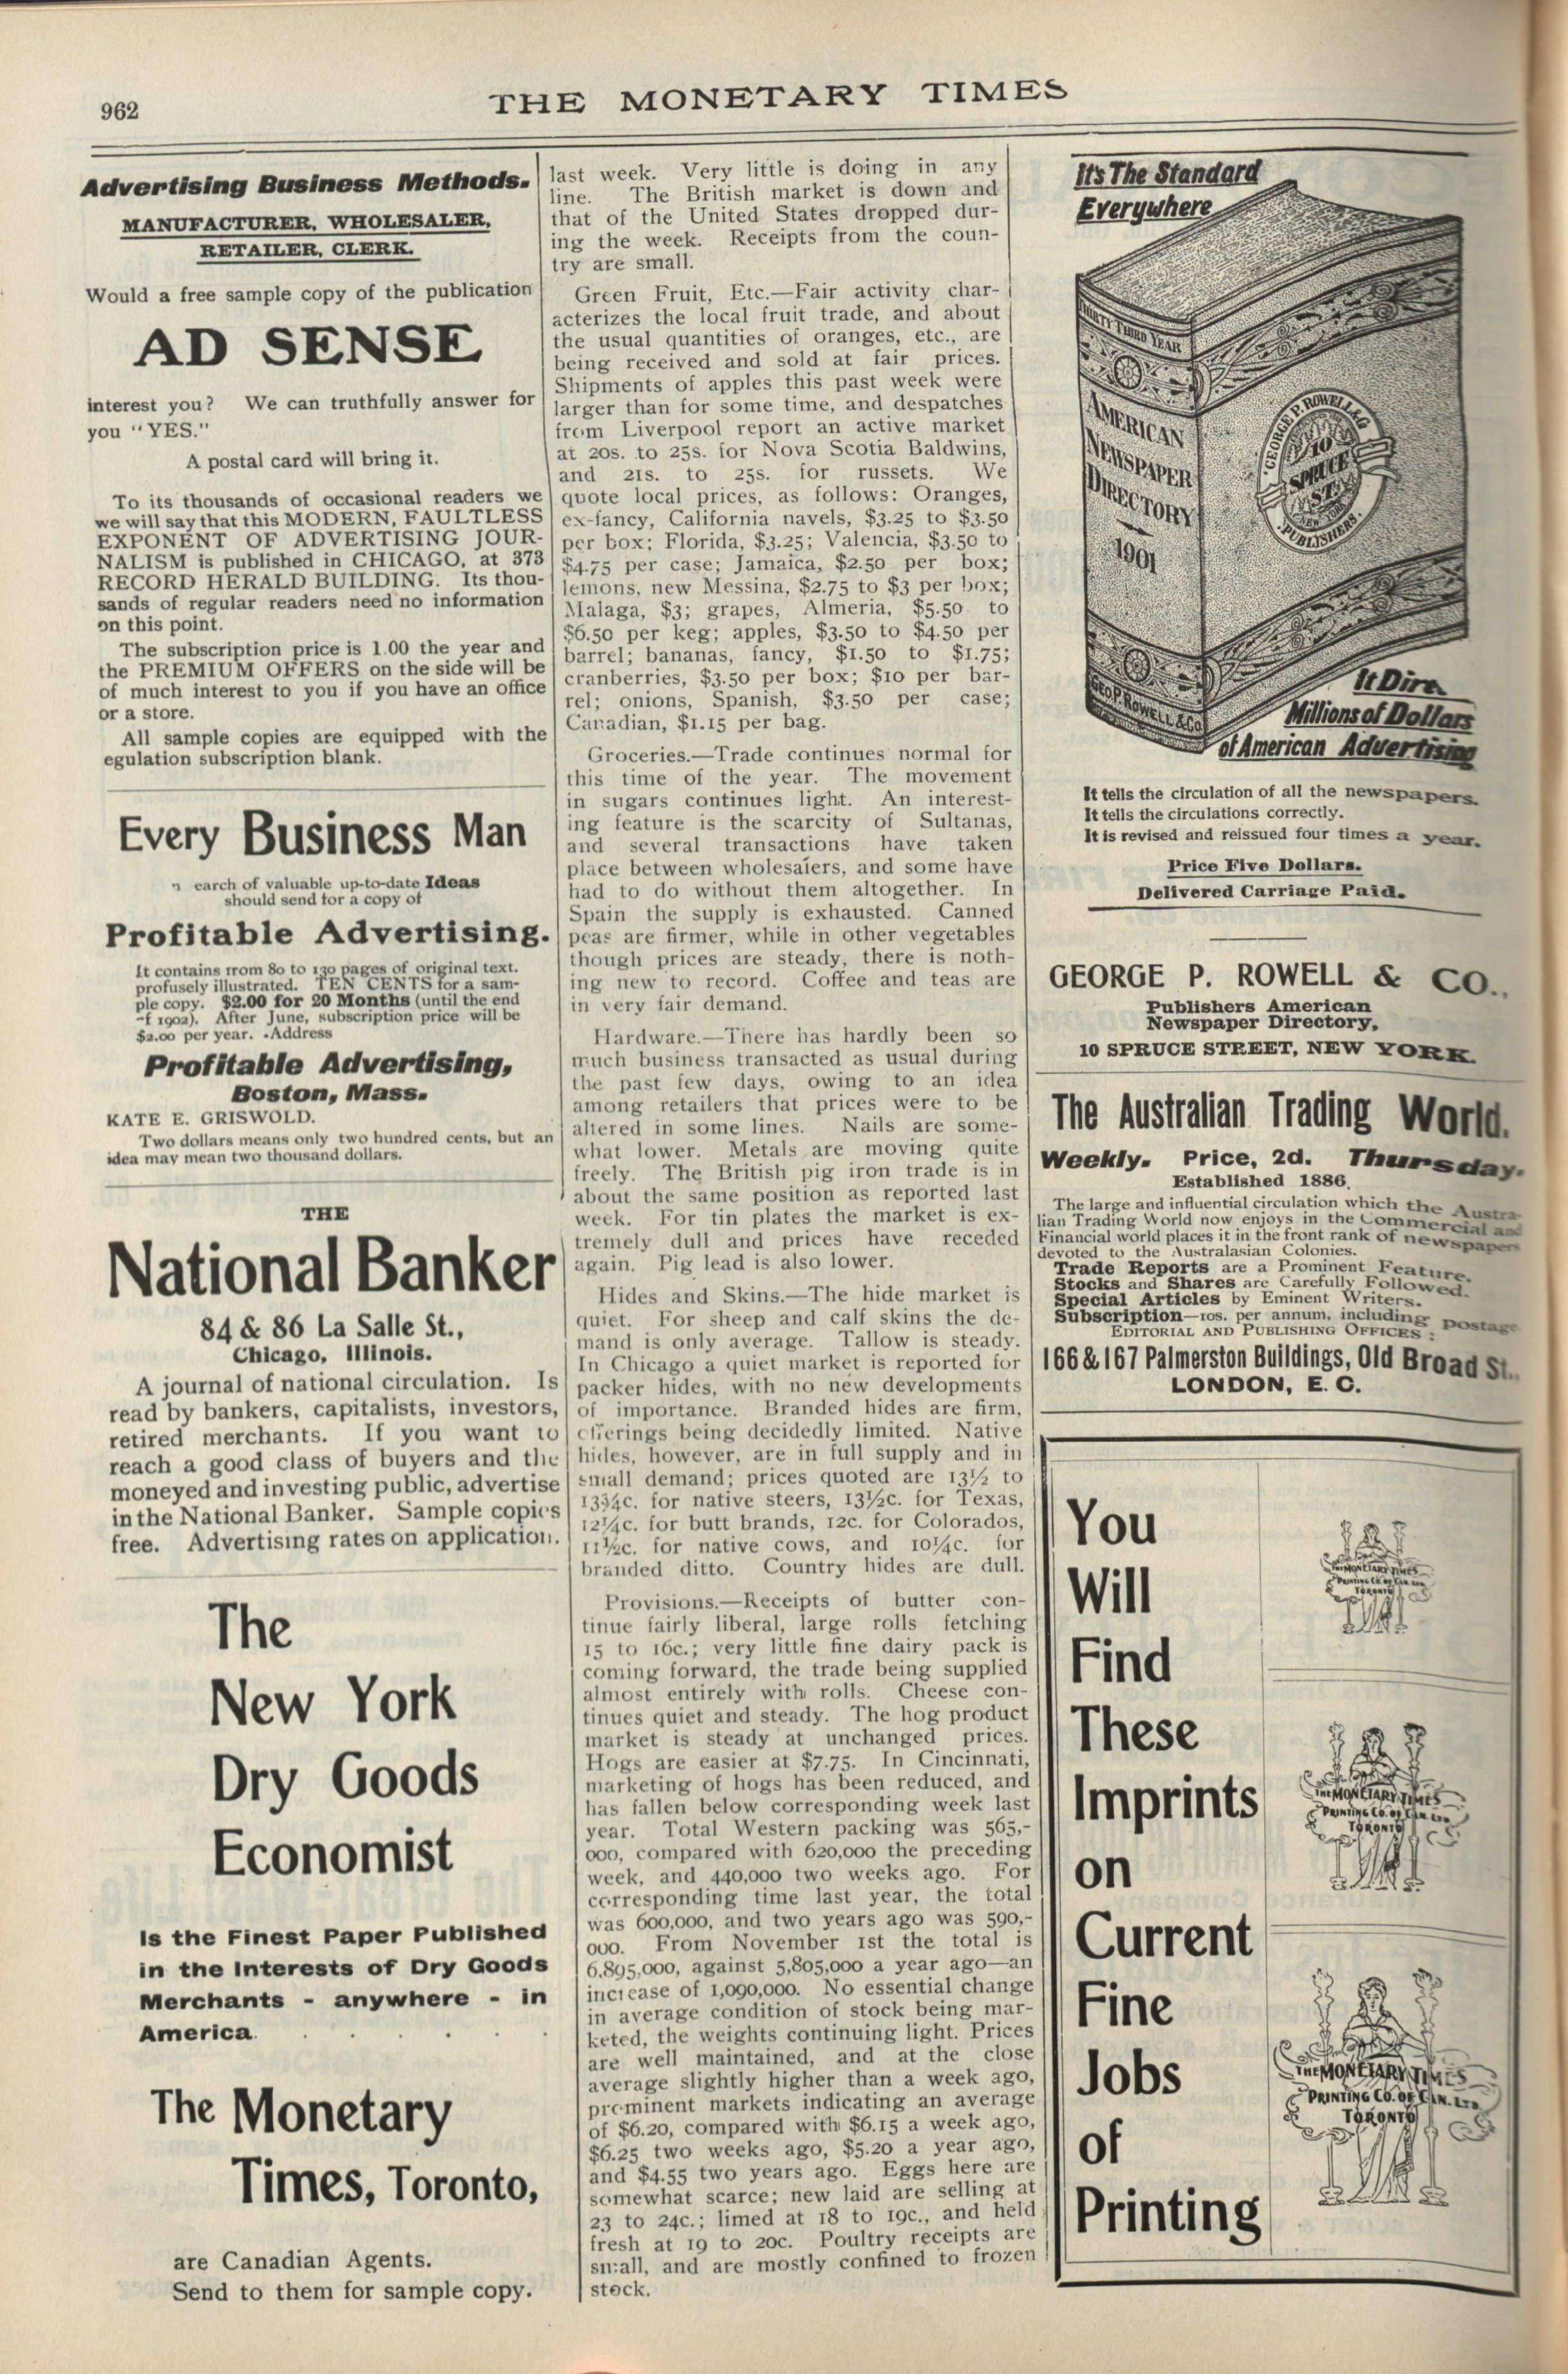 962
THE MONETARY TIMES
Advertising Business Methods.
MANUFACTURER, WHOLESALER,
RETAILER, CLERK.
Would a free sample copy of the publication
AD SENSE
interest you? We can truthfully answer for
you "YES."
A postal card will bring it.
To its thousands of occasional readers we
we will say that this MODERN, FAULTLESS
EXPONENT OF ADVERTISING JOUR-
NALISM is published in CHICAGO, at 373
RECORD HERALD BUILDING. Its thou-
sands of regular readers need no information
on this point.
The subscription price is 1.00 the year and
the PREMIUM OFFERS on the side will be
of much interest to you if you have an office
or a store.
All sample copies are equipped with the
egulation subscription blank.
Every Business Man
earch of valuable up-to-date Ideas
should send for a copy of
Profitable Advertising.
It contains from 80 to 130 pages of original text.
profusely illustrated. TEN CENTS for a sam-
ple copy. $2.00 for 20 Months (until the end
-f 1902). After June, subscription price will be
$2.00 per year. Address
Profitable Advertising,
Boston, Mass.
KATE E. GRISWOLD.
Two dollars means only two hundred cents, but an
idea may mean two thousand dollars.
THE
National Banker
84 & 86 La Salle St.,
Chicago, Illinois.
A journal of national circulation. Is
read by bankers, capitalists, investors,
retired merchants. If you want to
reach a good class of buyers and the
moneyed and investing public, advertise
in the National Banker. Sample copies
free. Advertising rates on application.
The
New York
Dry Goods
Economist
Is the Finest Paper Published
in the Interests of Dry Goods
Merchants - anywhere - in
America. . . . . .
The Monetary
Times, Toronto,
are Canadian Agents.
Send to them for sample copy.
last week. Very little is doing in any
line. The British market is down and
that of the United States dropped dur-
ing the week. Receipts from the coun-
try are small.
Green Fruit, Etc.—Fair activity char-
acterizes the local fruit trade, and about
the usual quantities of oranges, etc., are
being received and sold at fair prices.
Shipments of apples this past week were
larger than for some time, and despatches
from Liverpool report an active market
at 20s. to 25s. for Nova Scotia Baldwins,
and 21s. to 25s. for russets. We
quote local prices, as follows: Oranges,
ex-fancy, California navels, $3.25 to $3.50
per box; Florida, $3.25; Valencia, $3.50 to
$4.75 per case; Jamaica, $2.50 per box;
lemons, new Messina, $2.75 to $3 per box;
Malaga, $3; grapes, Almeria, $5.50 to
$6.50 per keg; apples, $3.50 to $4.50 per
barrel; bananas, fancy, $1.50 to $1.75;
cranberries, $3.50 per box; $10 per bar-
rel; onions, Spanish, $3.50 per case;
Canadian, $1.15 per bag.
Groceries.—Trade continues normal for
this time of the year. The movement
in sugars continues light. An interest-
ing feature is the scarcity of Sultanas,
and several transactions have taken
place between wholesalers, and some have
had to do without them altogether. In
Spain the supply is exhausted. Canned
peas are firmer, while in other vegetables
though prices are steady, there is noth-
ing new to record. Coffee and teas are
in very fair demand.
Hardware.—There has hardly been so
much business transacted as usual during
the past few days, owing to an idea
among retailers that prices were to be
altered in some lines. Nails are some-
what lower. Metals are moving quite
freely. The British pig iron trade is in
about the same position as reported last
week. For tin plates the market is ex-
tremely dull and prices have receded
again. Pig lead is also lower.
Hides and Skins.—The hide market is
quiet. For sheep and calf skins the de-
mand is only average. Tallow is steady.
In Chicago a quiet market is reported for
packer hides, with no new developments
of importance. Branded hides are firm,
offerings being decidedly limited. Native
hides, however, are in full supply and in
small demand; prices quoted are 13½ to
13¾c. for native steers, 13½c. for Texas,
12¼c. for butt brands, 12c. for Colorados,
11½c. for native cows, and 10¼c. for
branded ditto. Country hides are dull.
Provisions.—Receipts of butter con-
tinue fairly liberal, large rolls fetching
15 to 16c.; very little fine dairy pack is
coming forward, the trade being supplied
almost entirely with rolls. Cheese con-
tinues quiet and steady. The hog product
market is steady at unchanged prices.
Hogs are easier at $7.75. In Cincinnati,
marketing of hogs has been reduced, and
has fallen below corresponding week last
year. Total Western packing was 565,-
000, compared with 620,000 the preceding
week, and 440,000 two weeks ago. For
corresponding time last year, the total
was 600,000, and two years ago was 590,-
000. From November 1st the total is
6,895,000, against 5,805,000 a year ago—an
increase of 1,090,000. No essential change
in average condition of stock being mar-
keted, the weights continuing light. Prices
are well maintained, and at the close
average slightly higher than a week ago,
prominent markets indicating an average
of $6.20, compared with $6.15 a week ago,
$6.25 two weeks ago, $5.20 a year ago,
and $4.55 two years ago. Eggs here are
somewhat scarce; new laid are selling at
23 to 24c.; limed at 18 to 19c., and held
fresh at 19 to 20c. Poultry receipts are
small, and are mostly confined to frozen
stock.
It's The Standard
Everywhere
THIRTY THIRD YEAR
AMERICAN
NEWSPAPER
DIRECTORY
1901
GEO. P. ROWELL & CO
GEORGE P. ROWELL & CO
10
SPRUCE
ST.
NEW YORK
PUBLISHERS.
It Dire
Millions of Dollars
of American Advertising
It tells the circulation of all the newspapers.
It tells the circulations correctly.
It is revised and reissued four times a year.
Price Five Dollars.
Delivered Carriage Paid.
GEORGE P. ROWELL & CO.,
Publishers American
Newspaper Directory,
10 SPRUCE STREET, NEW YORK.
The Australian Trading World.
Weekly. Price, 2d. Thursday.
Established 1886.
The large and influential circulation which the Austra-
lian Trading World now enjoys in the Commercial and
Financial world places it in the front rank of newspapers
devoted to the Australasian Colonies.
Trade Reports are a Prominent Feature.
Stocks and Shares are Carefully Followed.
Special Articles by Eminent Writers.
Subscription—10s. per annum, including postage
EDITORIAL AND PUBLISHING OFFICES:
166 & 167 Palmerston Buildings, Old Broad St.,
LONDON, E. C.
You
Will
Find
These
Imprints
on
Current
Fine
Jobs
of
Printing
THE MONETARY TIMES
PRINTING CO. OF CAN. LTD
TORONTO
THE MONETARY TIMES
PRINTING CO. OF CAN. LTD
TORONTO
THE MONETARY TIMES
PRINTING CO. OF CAN. LTD
TORONTO